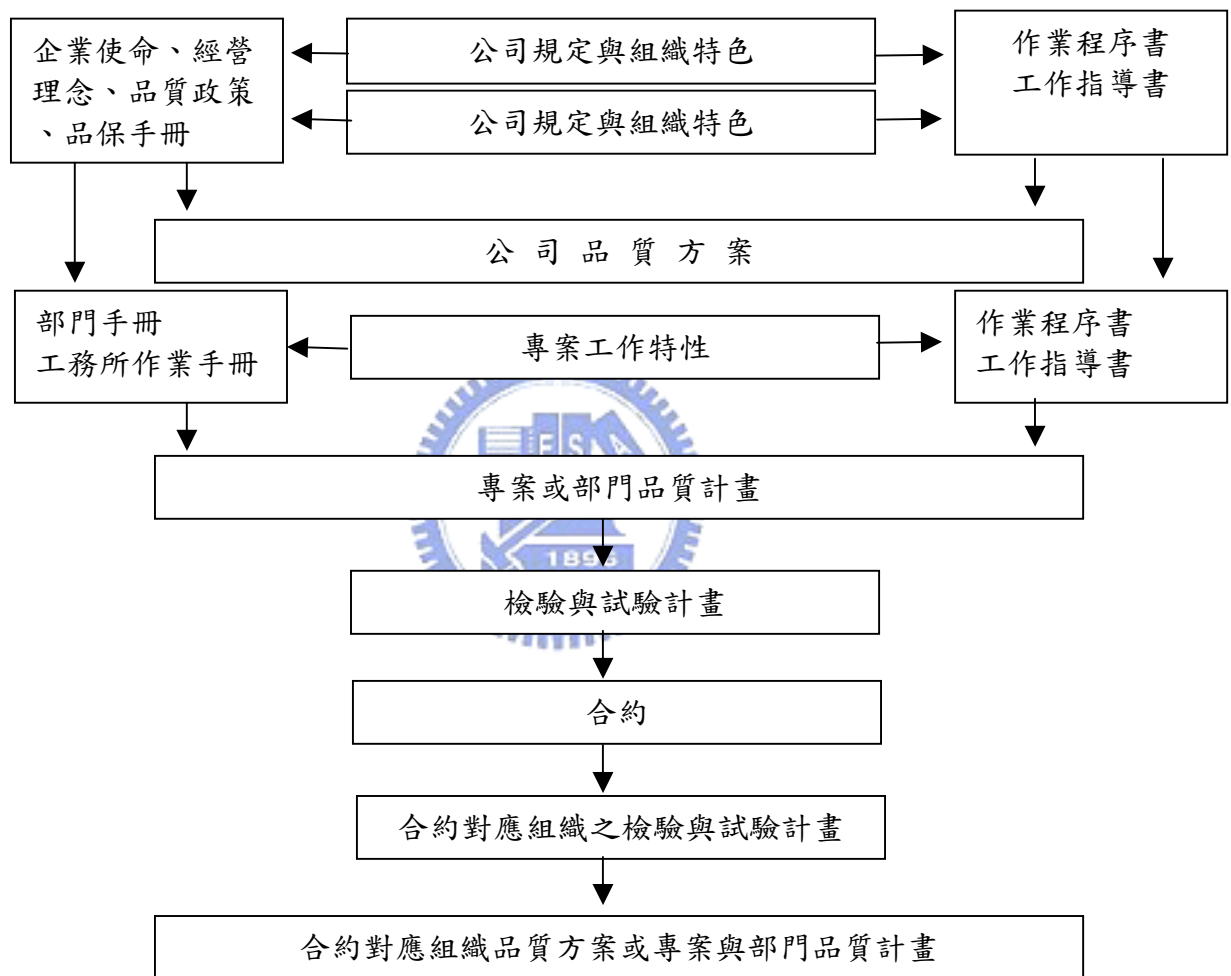 企業使命、經營
理念、品質政策
、品保手冊
公司規定與組織特色
公司規定與組織特色
作業程序書
工作指導書
公司品質方案
部門手冊
工務所作業手冊
專案工作特性
作業程序書
工作指導書
ESA
專案或部門品質計畫
1896
檢驗與試驗計畫
合約
合約對應組織之檢驗與試驗計畫
合約對應組織品質方案或專案與部門品質計畫